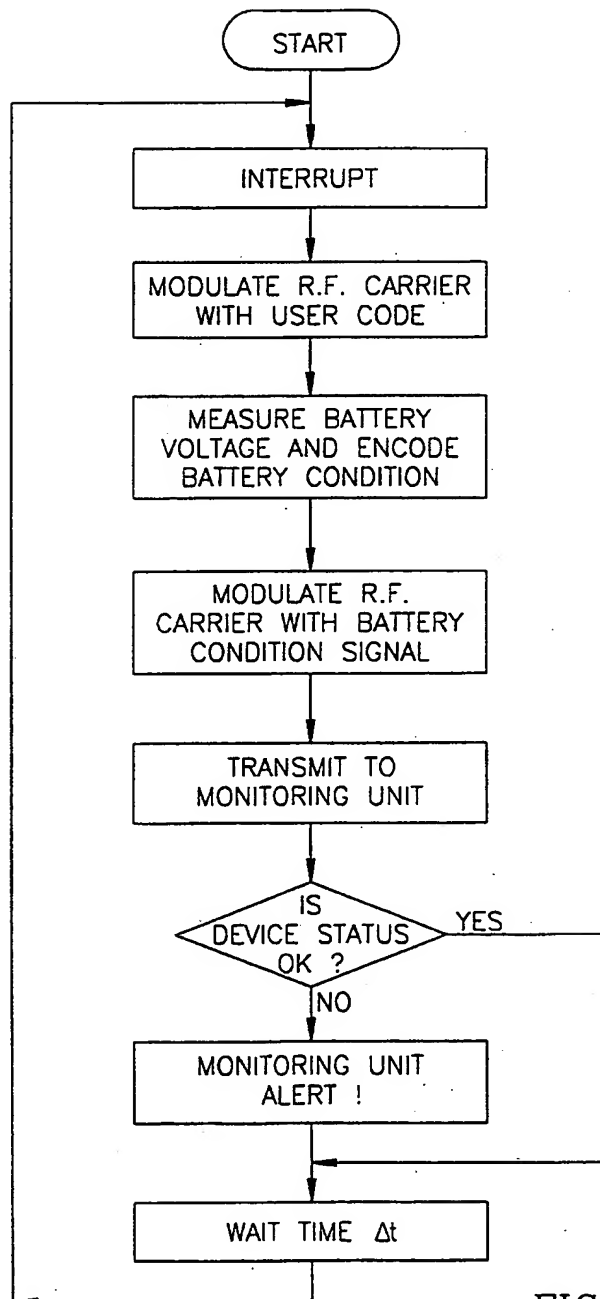 START
INTERRUPT
MODULATE R.F. CARRIER
WITH USER CODE
MEASURE BATTERY
VOLTAGE AND ENCODE
BATTERY CONDITION
MODULATE R.F.
CARRIER WITH BATTERY
CONDITION SIGNAL
TRANSMIT TO
MONITORING UNIT
IS
DEVICE STATUS
OK ?
YES
NO
MONITORING UNIT
ALERT !
WAIT TIME Δt